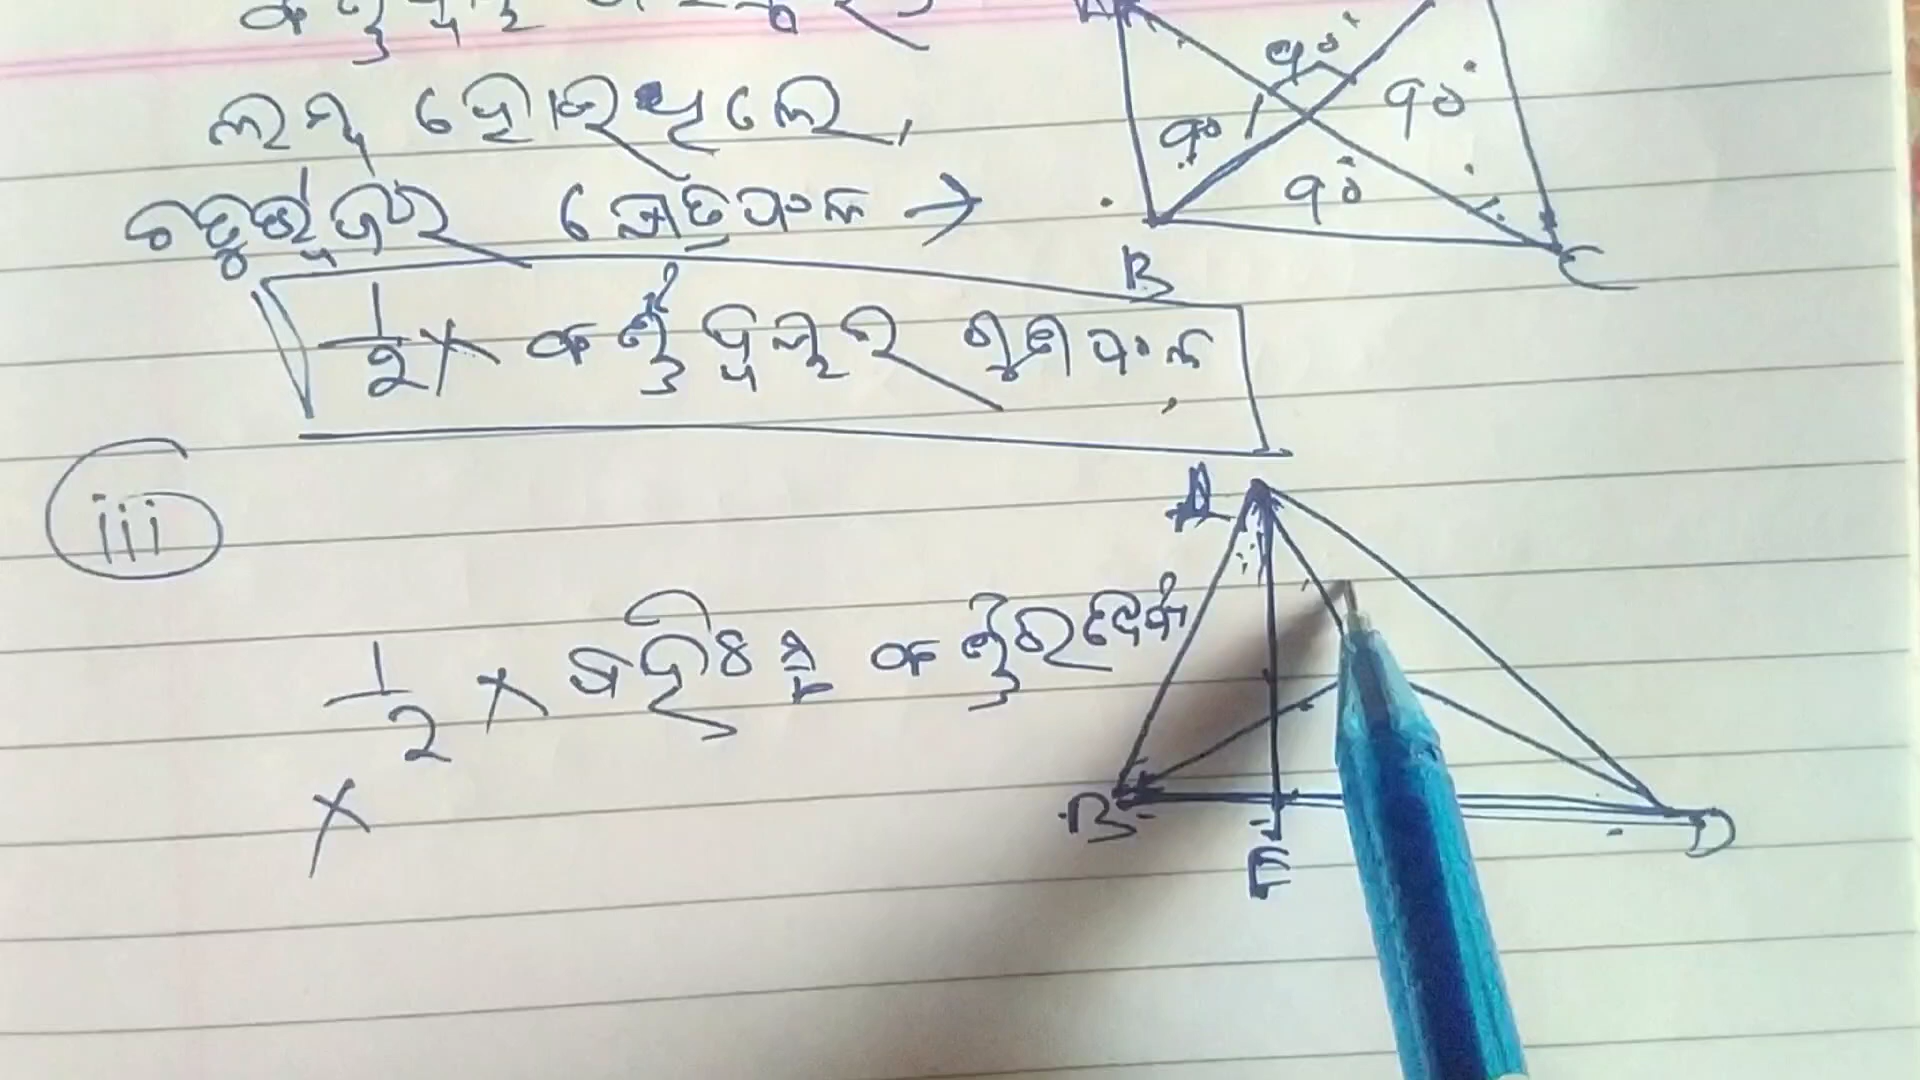 ଲମ୍ବ ହୋଇଥିଲେ,
ଚତୁର୍ଭୁଜର କ୍ଷେତ୍ରଫଳ →
1/2 × କର୍ଣ୍ଣ ଦ୍ୱୟର ଗୁଣଫଳ
iii
1/2 × ବହିଃସ୍ଥ କର୍ଣ୍ଣର ଦୈର୍ଘ୍ୟ
×
90°
90°
90°
90°
B
C
A
B
E
D